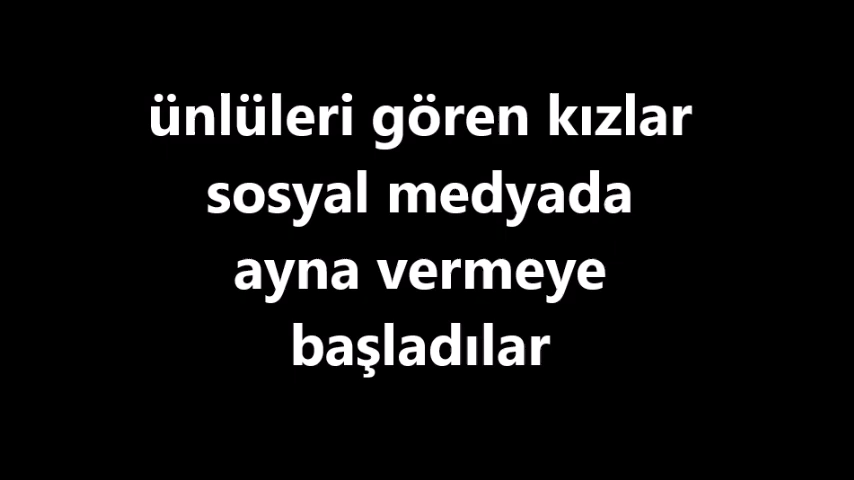 ünlüleri gören kızlar
sosyal medyada
ayna vermeye
başladılar